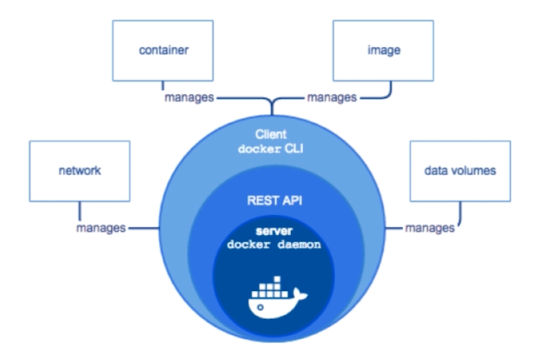 container
image
manages
manages
Client
docker CLI
network
data volumes
REST API
manages
server
docker daemon
manages